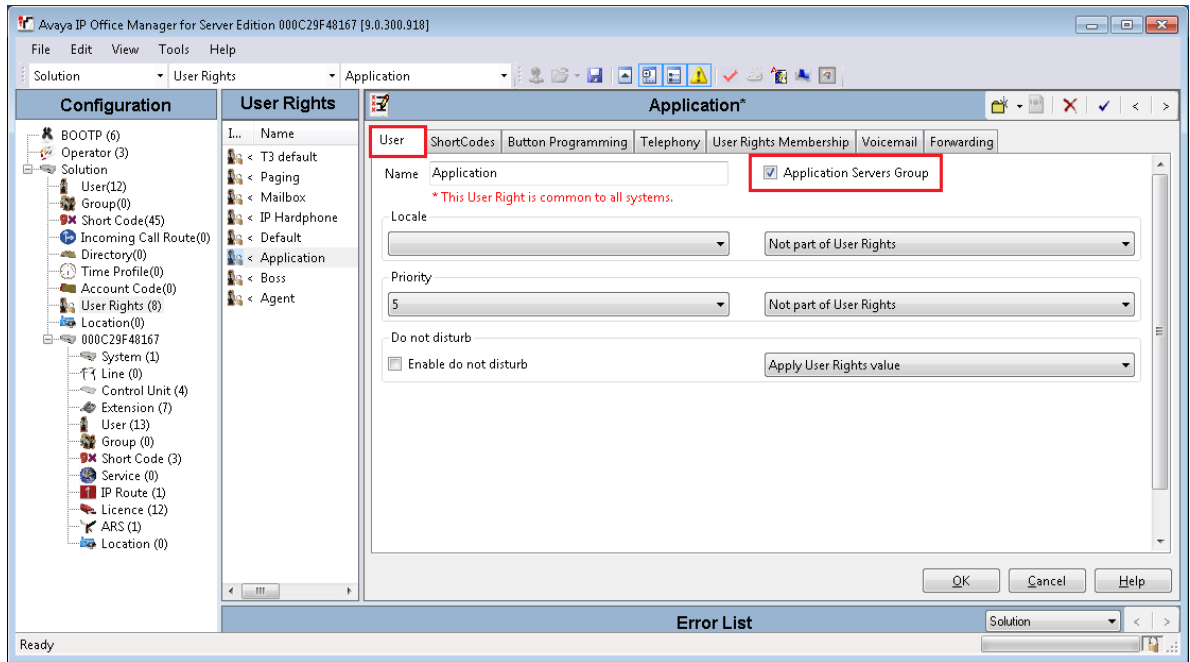 Avaya IP Office Manager for Server Edition 000C29F48167 [9.0.300.918]
File Edit View Tools Help
Solution User Rights Application
Configuration
BOOTP (6)
Operator (3)
Solution
User(12)
Group(0)
Short Code(45)
Incoming Call Route(0)
Directory(0)
Time Profile(0)
Account Code(0)
User Rights (8)
Location(0)
000C29F48167
System (1)
Line (0)
Control Unit (4)
Extension (7)
User (13)
Group (0)
Short Code (3)
Service (0)
IP Route (1)
Licence (12)
ARS (1)
Location (0)
User Rights
I... Name
< T3 default
< Paging
< Mailbox
< IP Hardphone
< Default
< Application
< Boss
< Agent
Application*
User ShortCodes Button Programming Telephony User Rights Membership Voicemail Forwarding
Name Application Application Servers Group
* This User Right is common to all systems.
Locale
Not part of User Rights
Priority
5 Not part of User Rights
Do not disturb
Enable do not disturb Apply User Rights value
OK Cancel Help
Error List Solution < >
Ready